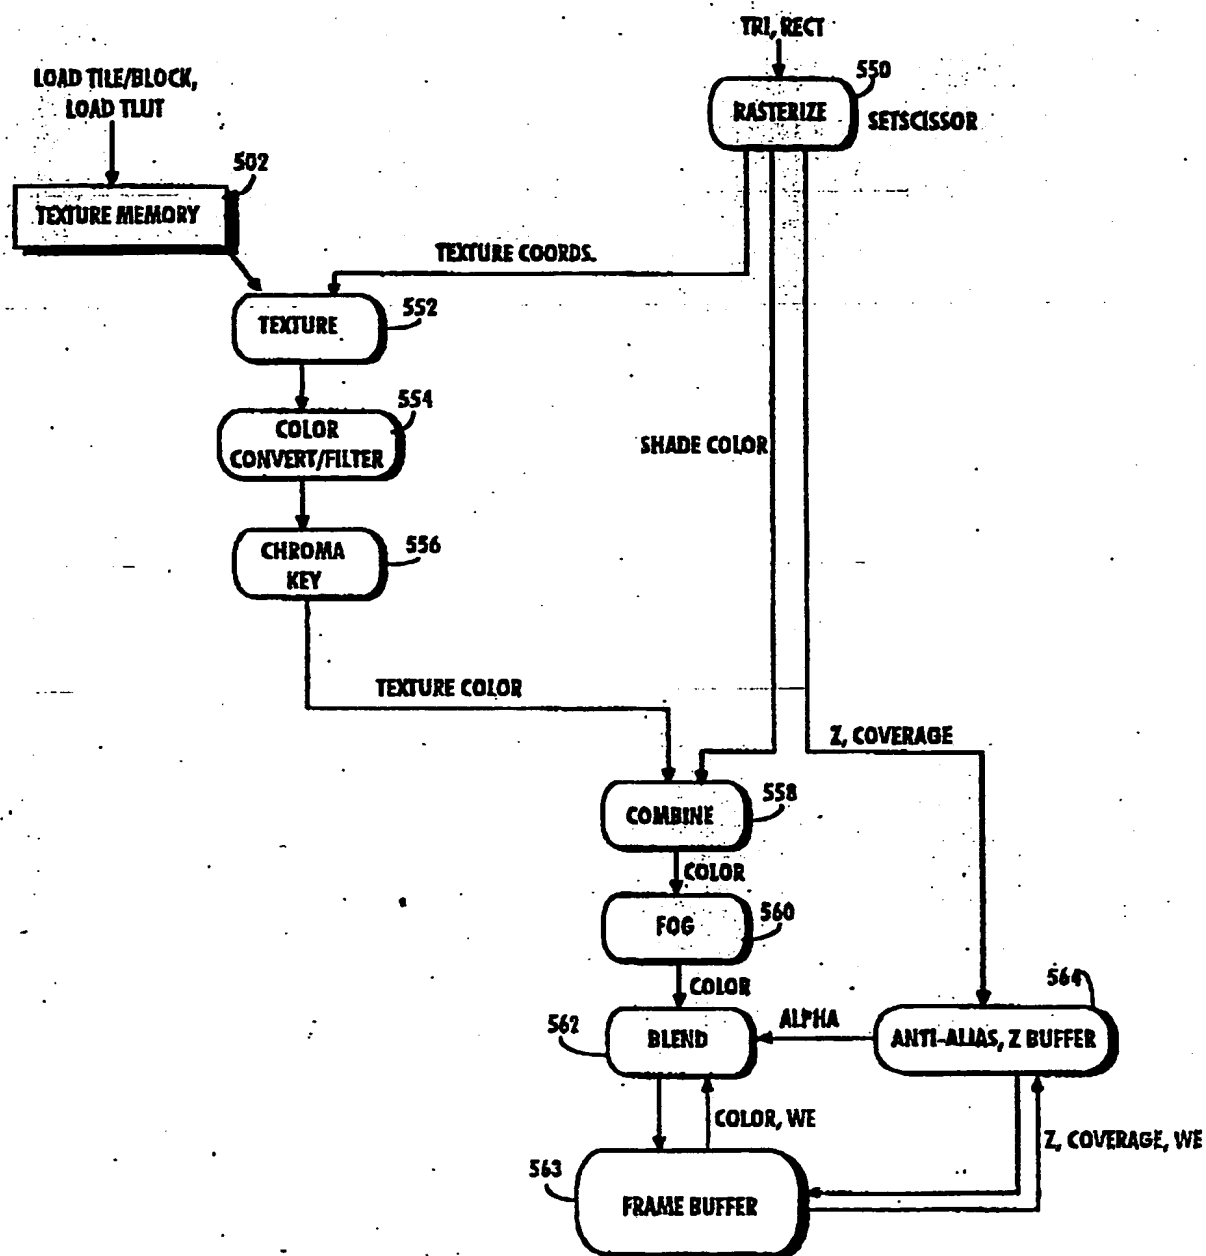 TRI, RECT
LOAD TILE/BLOCK,
LOAD TLUT
550
RASTERIZE
SETSCISSOR
502
TEXTURE MEMORY
TEXTURE COORDS.
TEXTURE
552
554
COLOR
CONVERT/FILTER
SHADE COLOR
CHROMA
KEY
556
TEXTURE COLOR
Z, COVERAGE
COMBINE
558
COLOR
FOG
560
COLOR
564
562
BLEND
ALPHA
ANTI-ALIAS, Z BUFFER
COLOR, WE
Z, COVERAGE, WE
563
FRAME BUFFER